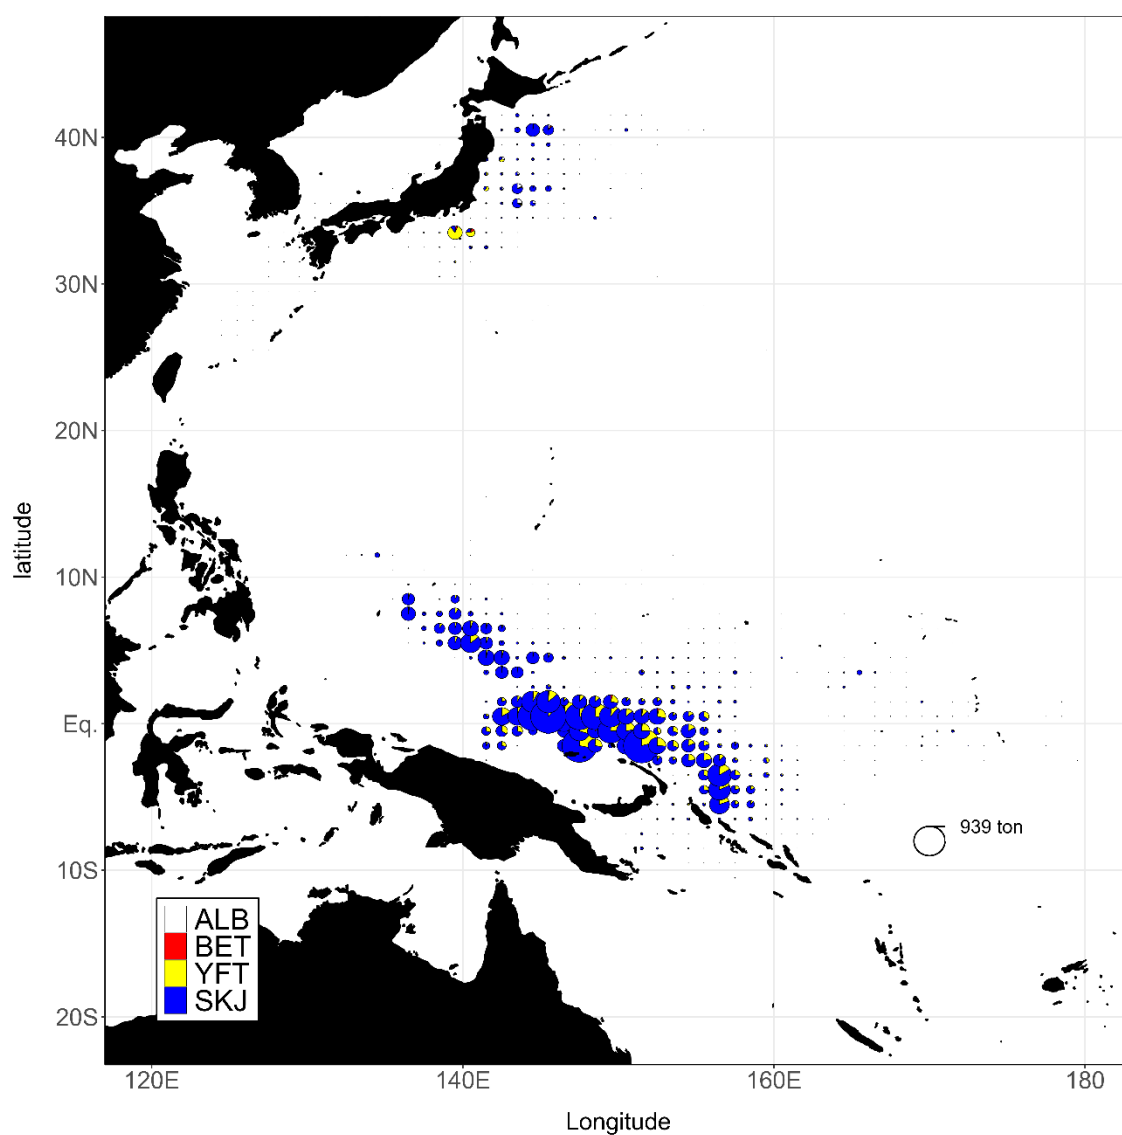 40N
30N
20N
10N
Eq.
10S
20S
latitude
939 ton
ALB
BET
YFT
SKJ
120E 140E 160E 180
Longitude